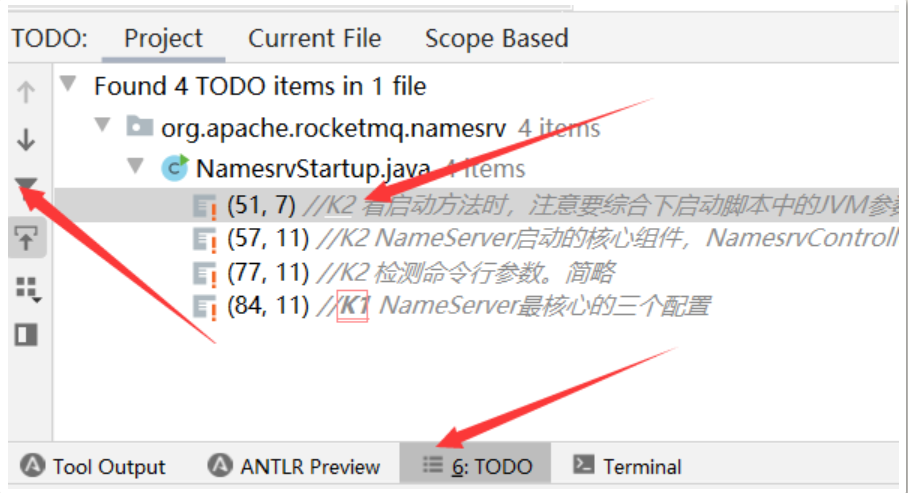 TODO: Project Current File Scope Based
Found 4 TODO items in 1 file
org.apache.rocketmq.namesrv 4 items
NamesrvStartup.java 4 items
(51, 7) //K2 看启动方法时，注意要综合下启动脚本中的JVM参
(57, 11) //K2 NameServer启动的核心组件，NamesrvControll
(77, 11) //K2 检测命令行参数。简略
(84, 11) //K1 NameServer最核心的三个配置
Tool Output ANTLR Preview 6: TODO Terminal